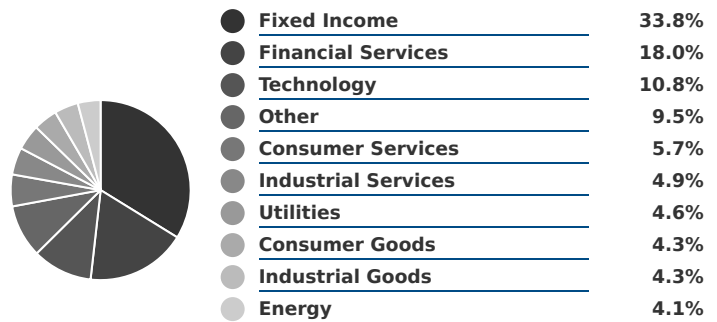 Fixed Income 33.8%
Financial Services 18.0%
Technology 10.8%
Other 9.5%
Consumer Services 5.7%
Industrial Services 4.9%
Utilities 4.6%
Consumer Goods 4.3%
Industrial Goods 4.3%
Energy 4.1%